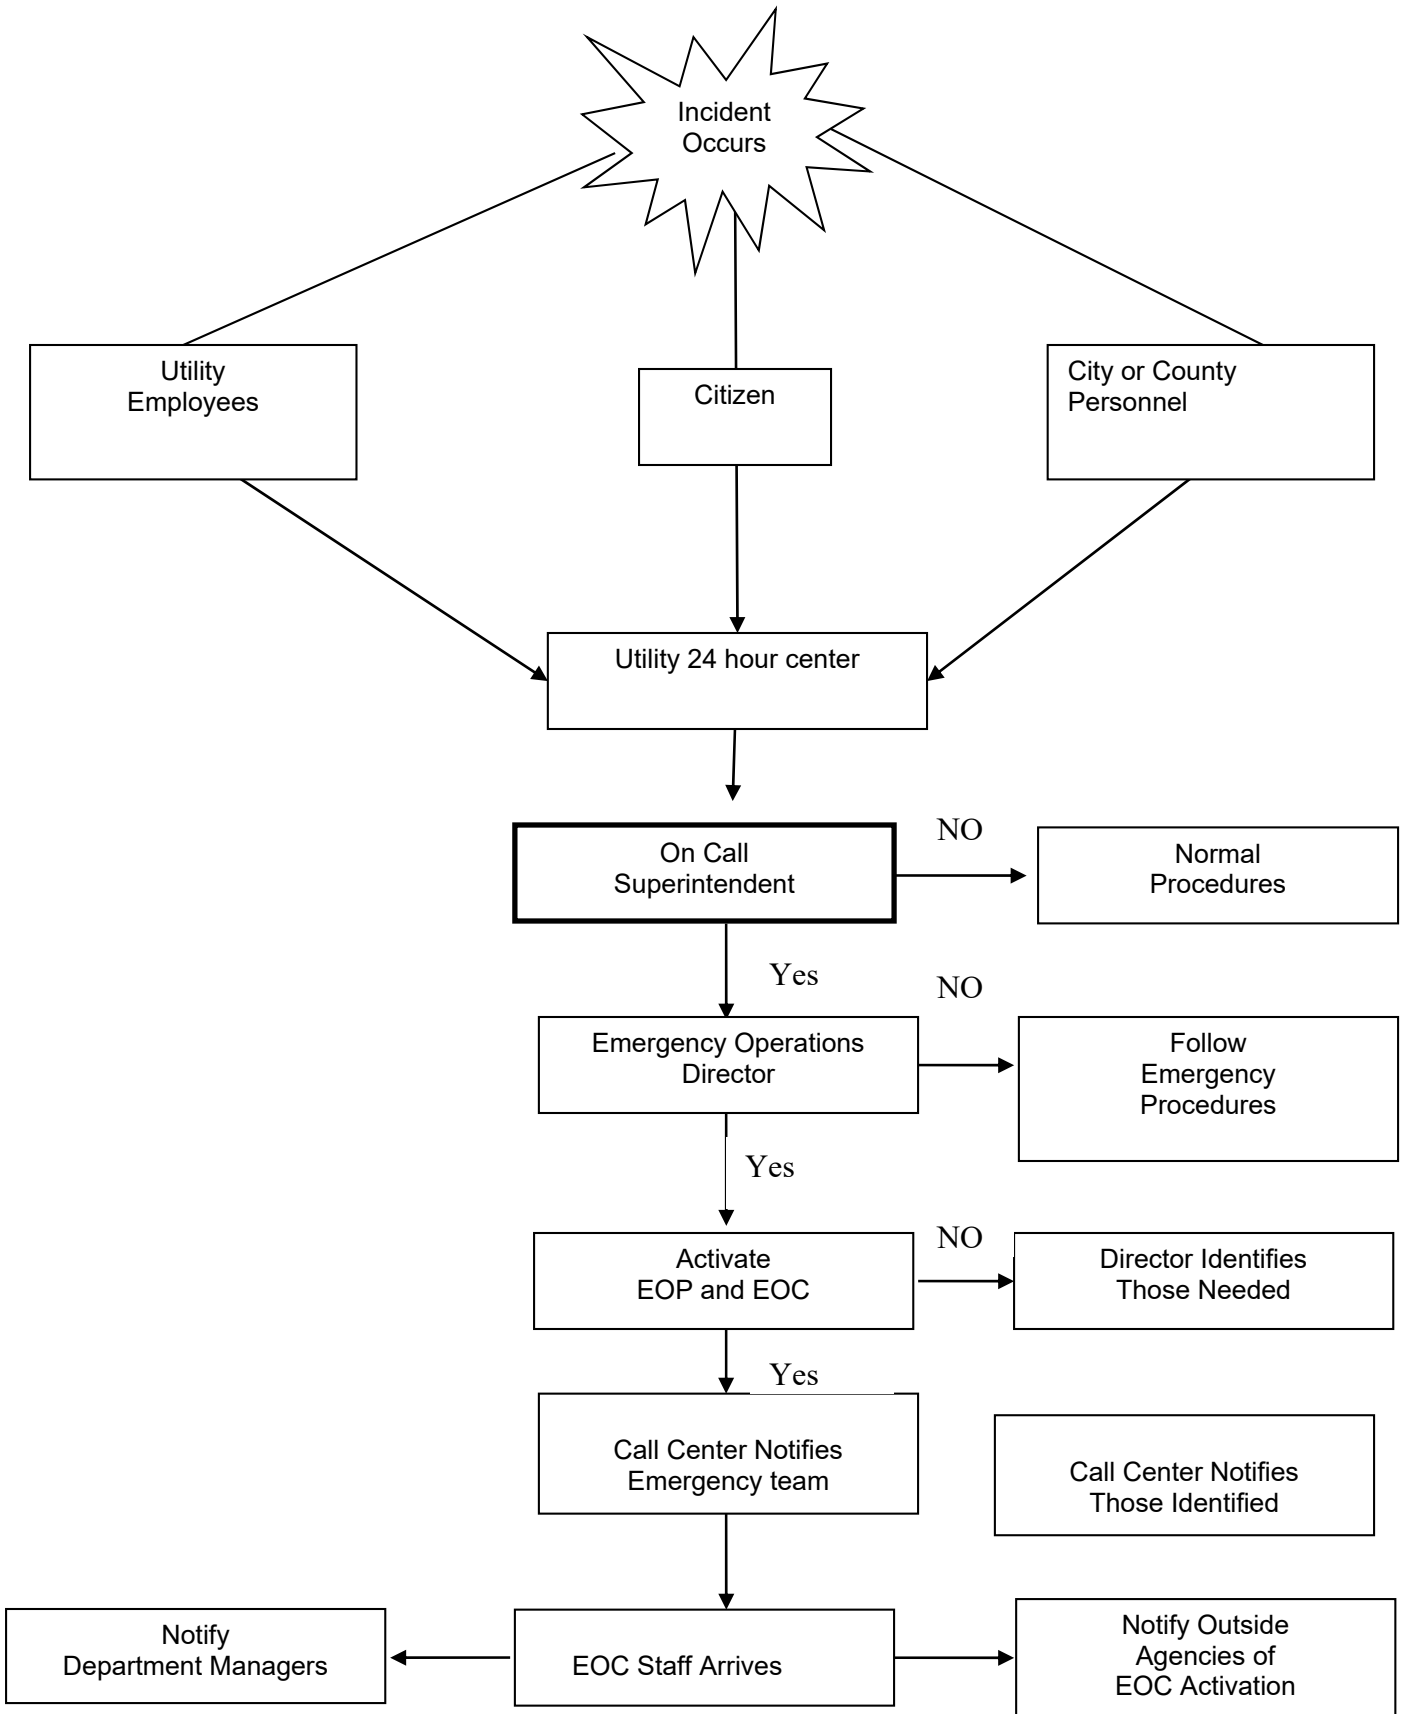 Incident
Occurs
Utility
Employees
Citizen
City or County
Personnel
Utility 24 hour center
On Call
Superintendent
NO
Normal
Procedures
Yes
NO
Emergency Operations
Director
Follow
Emergency
Procedures
Yes
Activate
EOP and EOC
NO
Director Identifies
Those Needed
Yes
Call Center Notifies
Emergency team
Call Center Notifies
Those Identified
Notify
Department Managers
EOC Staff Arrives
Notify Outside
Agencies of
EOC Activation